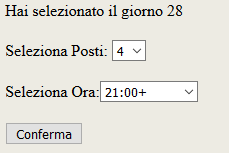 Hai selezionato il giorno 28
Seleziona Posti: 4
Seleziona Ora: 21:00+
Conferma